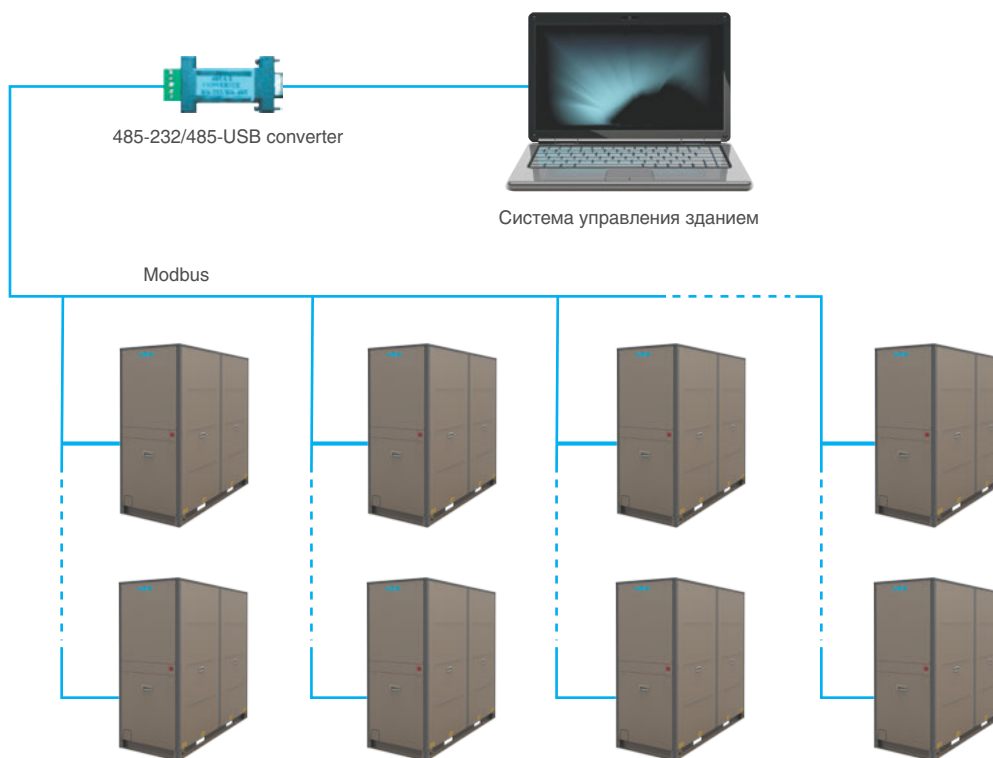 485-232/485-USB converter
Система управления зданием
Modbus